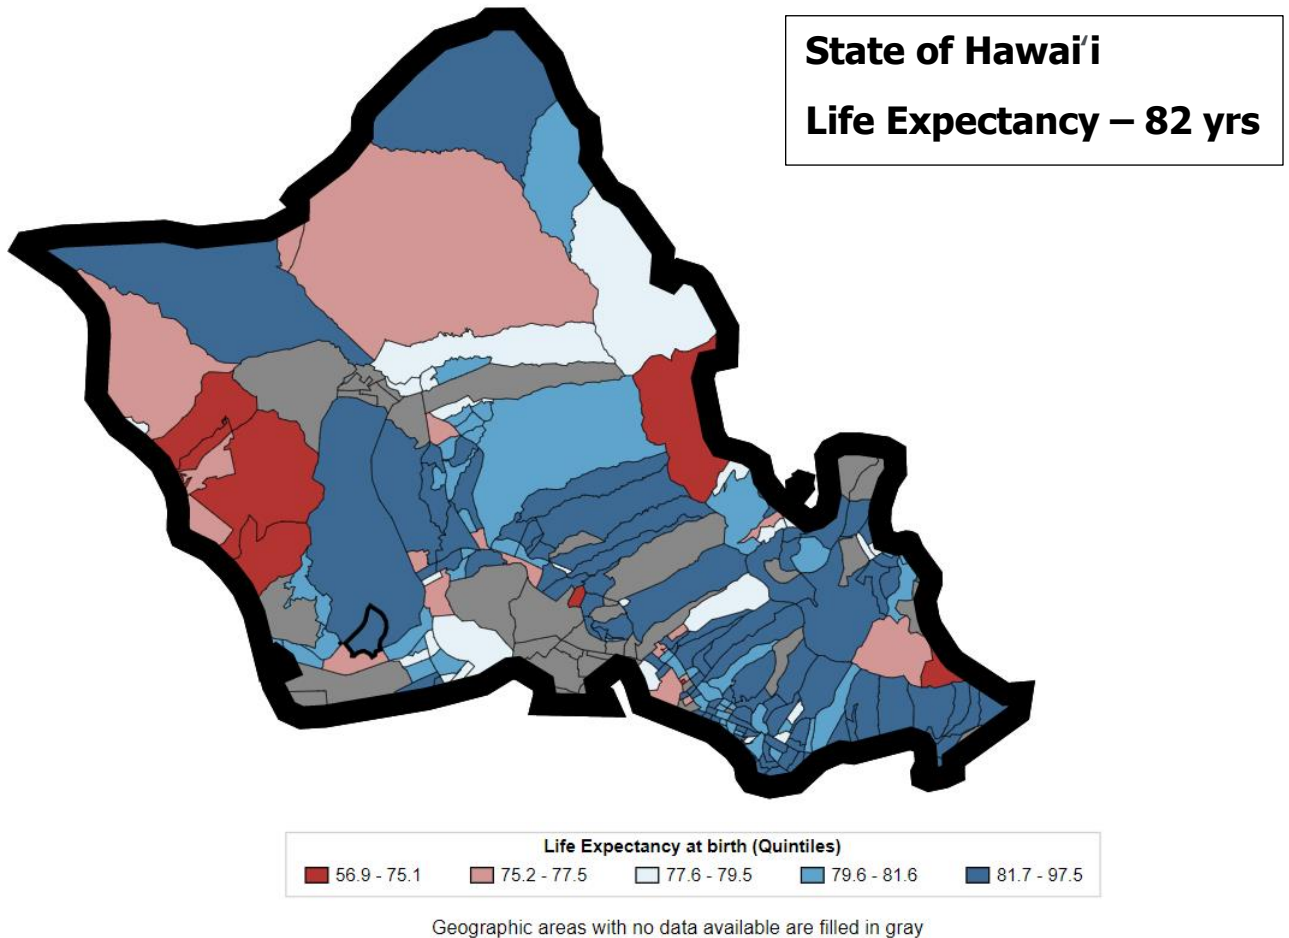 State of Hawaiʻi
Life Expectancy – 82 yrs
Life Expectancy at birth (Quintiles)
56.9 - 75.1 75.2 - 77.5 77.6 - 79.5 79.6 - 81.6 81.7 - 97.5
Geographic areas with no data available are filled in gray